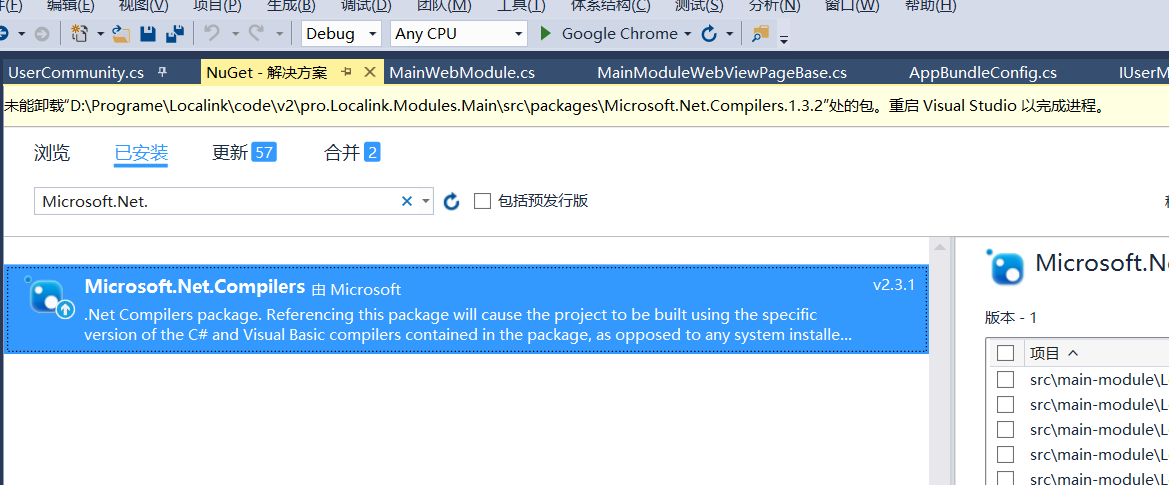 编辑(E) 视图(V) 项目(P) 生成(B) 调试(D) 团队(M) 工具(T) 体系结构(C) 测试(S) 分析(N) 窗口(W) 帮助(H)
Debug Any CPU Google Chrome
UserCommunity.cs NuGet - 解决方案 MainWebModule.cs MainModuleWebViewPageBase.cs AppBundleConfig.cs
未能卸载“D:\Programe\Localink\code\v2\pro.Localink.Modules.Main\src\packages\Microsoft.Net.Compilers.1.3.2”处的包。重启 Visual Studio 以完成进程。
浏览 已安装 更新 57 合并 2
Microsoft.Net. 包括预发行版
Microsoft.Net.Compilers 由 Microsoft v2.3.1
.Net Compilers package. Referencing this package will cause the project to be built using the specific
version of the C# and Visual Basic compilers contained in the package, as opposed to any system installe...
Microsoft.Ne
版本 - 1
项目
src\main-module\L
src\main-module\L
src\main-module\L
src\main-module\L
src\main-module\L